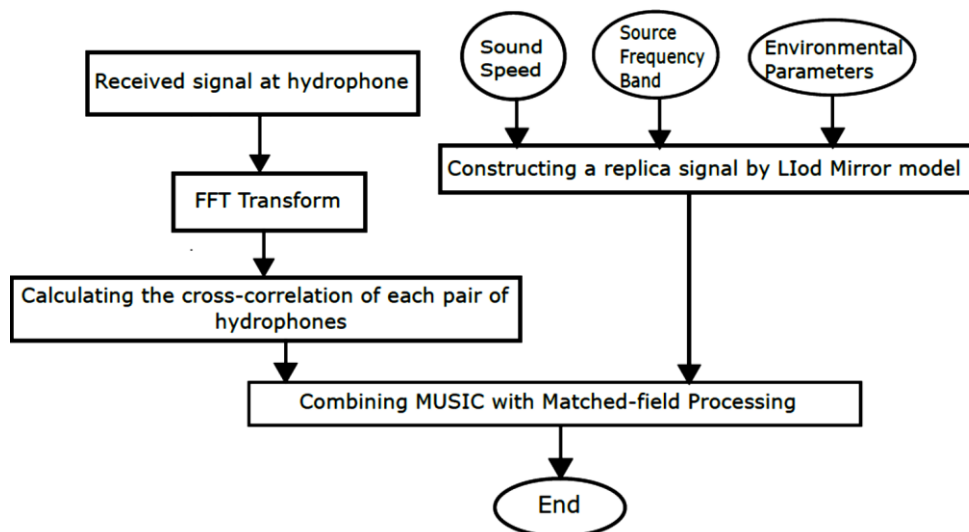 Received signal at hydrophone
FFT Transform
Calculating the cross-correlation of each pair of
hydrophones
Sound
Speed
Source
Frequency
Band
Environmental
Parameters
Constructing a replica signal by LIod Mirror model
Combining MUSIC with Matched-field Processing
End